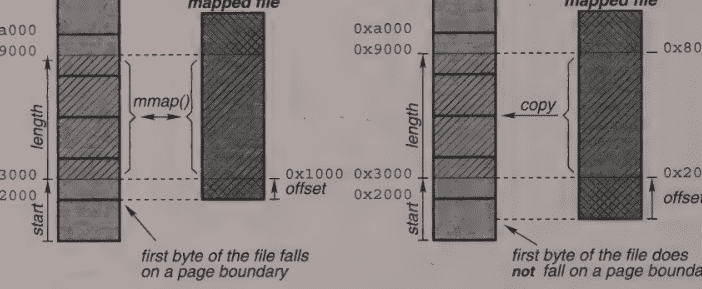 mapped file
a000
9000
length
mmap()
3000
2000
start
0x1000
offset
first byte of the file falls
on a page boundary
mapped file
0xa000
0x9000
0x80
length
copy
0x3000
0x2000
start
0x20
offset
first byte of the file does
not fall on a page bounda